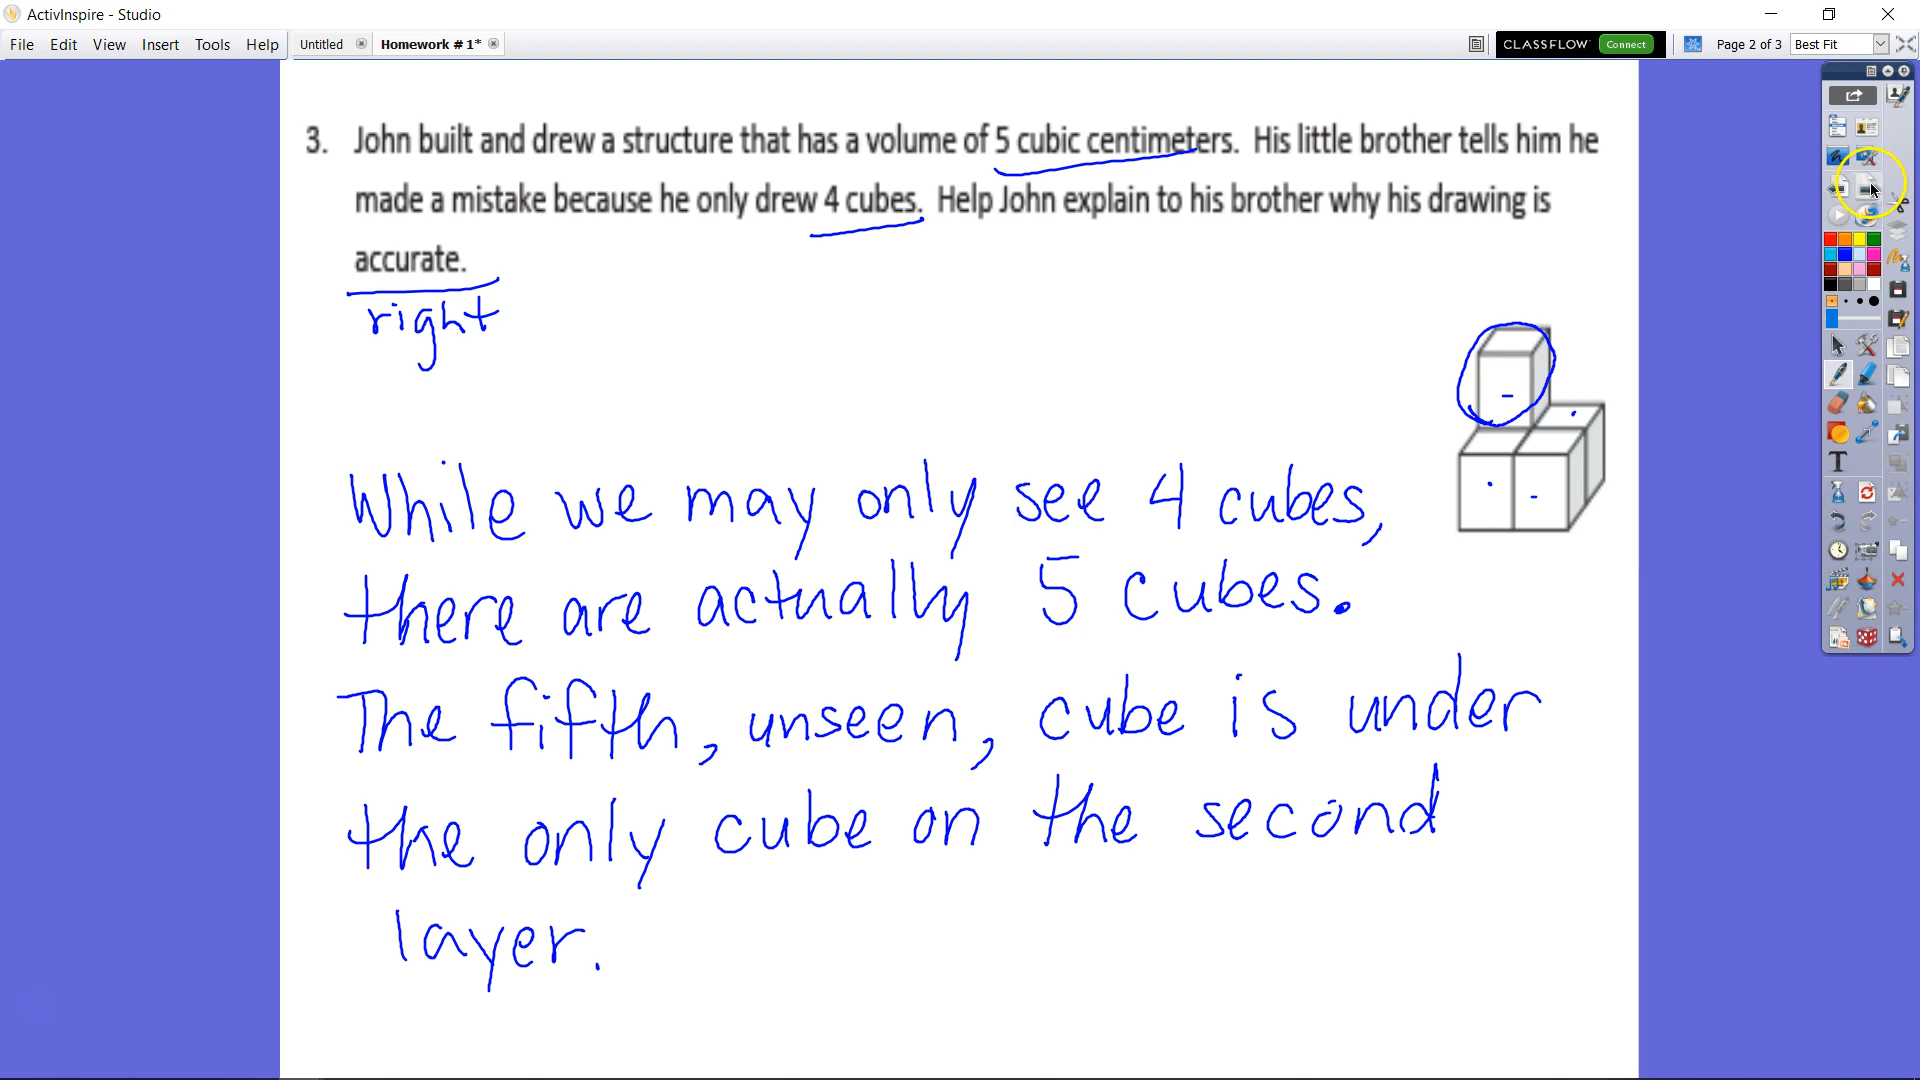 ActivInspire - Studio
File Edit View Insert Tools Help Untitled Homework # 1* CLASSFLOW Connect Page 2 of 3 Best Fit
3. John built and drew a structure that has a volume of 5 cubic centimeters. His little brother tells him he
made a mistake because he only drew 4 cubes. Help John explain to his brother why his drawing is
accurate.
right
While we may only see 4 cubes,
there are actually 5 cubes.
The fifth, unseen, cube is under
the only cube on the second
layer.